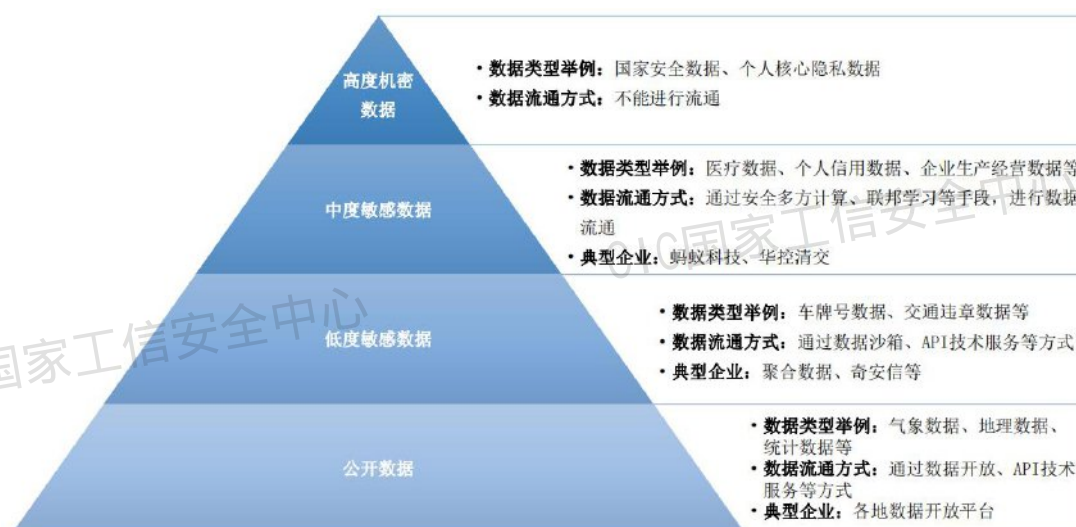 高度机密
数据
• 数据类型举例：国家安全数据、个人核心隐私数据
• 数据流通方式：不能进行流通
中度敏感数据
• 数据类型举例：医疗数据、个人信用数据、企业生产经营数据等
• 数据流通方式：通过安全多方计算、联邦学习等手段，进行数据
流通
• 典型企业：蚂蚁科技、华控清交
低度敏感数据
• 数据类型举例：车牌号数据、交通违章数据等
• 数据流通方式：通过数据沙箱、API技术服务等方式
• 典型企业：聚合数据、奇安信等
公开数据
• 数据类型举例：气象数据、地理数据、
统计数据等
• 数据流通方式：通过数据开放、API技术
服务等方式
• 典型企业：各地数据开放平台
CIC国家工信安全中心
国家工信安全中心